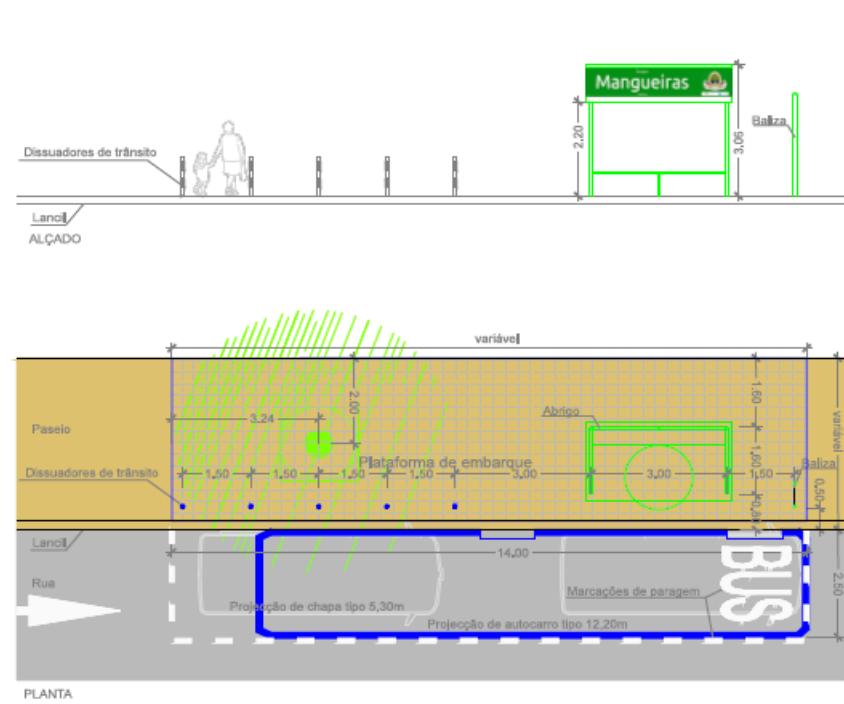 Mangueiras
Baliza
2,20
3,06
Dissuadores de trânsito
Lancil
ALÇADO
variável
1,60
2,00
3,24
Abrigo
variável
Paseio
Plataforma de embarque
Baliza
Dissuadores de trânsito
1,50
1,50
1,50
1,50
3,00
3,00
1,50
1,60
0,50
0,80
Lancil
14,00
BUS
Rua
Marcações de paragem
2,50
Projecção de chapa tipo 5,30m
Projecção de autocarro tipo 12,20m
PLANTA